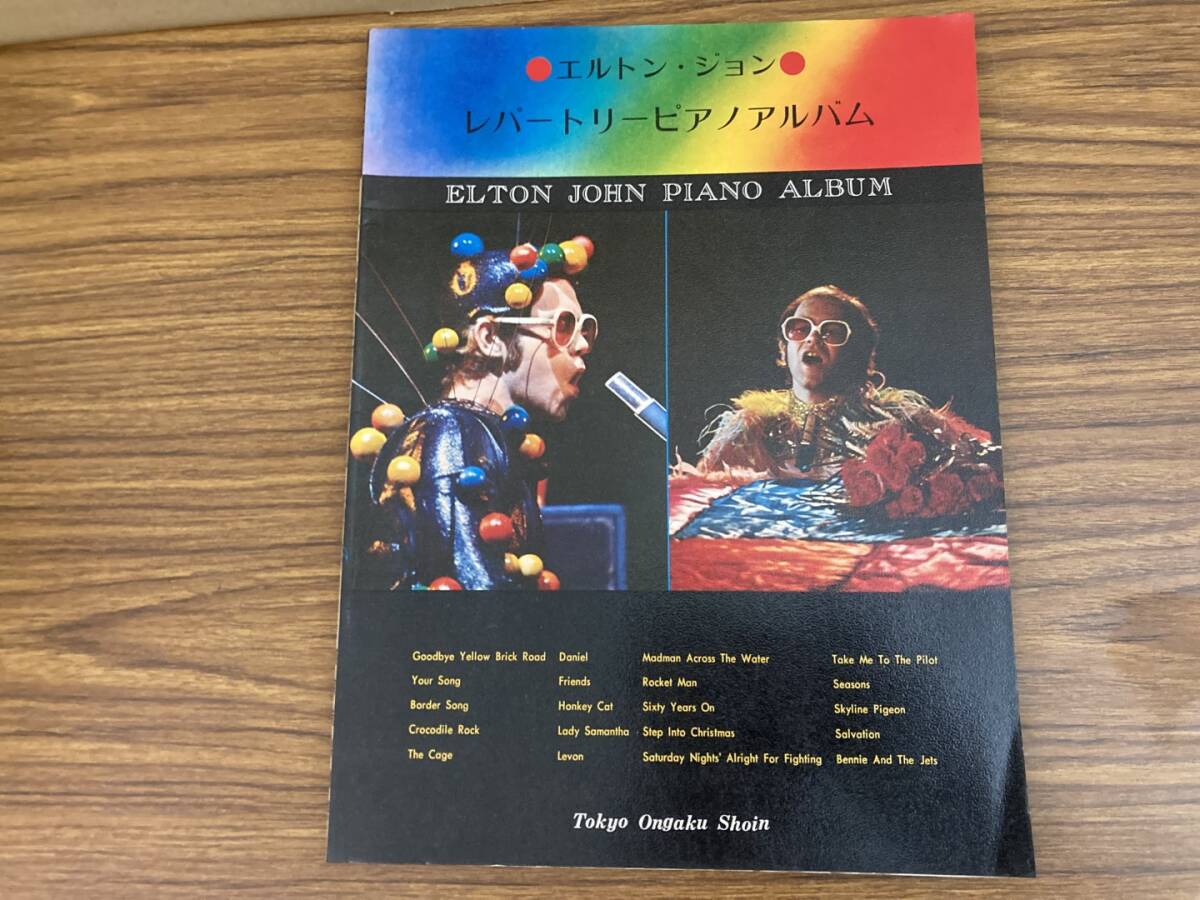 ●エルトン・ジョン●
レパートリーピアノアルバム
ELTON JOHN PIANO ALBUM
Goodbye Yellow Brick Road
Your Song
Border Song
Crocodile Rock
The Cage
Daniel
Friends
Honkey Cat
Lady Samantha
Levon
Madman Across The Water
Rocket Man
Sixty Years On
Step Into Christmas
Saturday Nights' Alright For Fighting
Take Me To The Pilot
Seasons
Skyline Pigeon
Salvation
Bennie And The Jets
Tokyo Ongaku Shoin